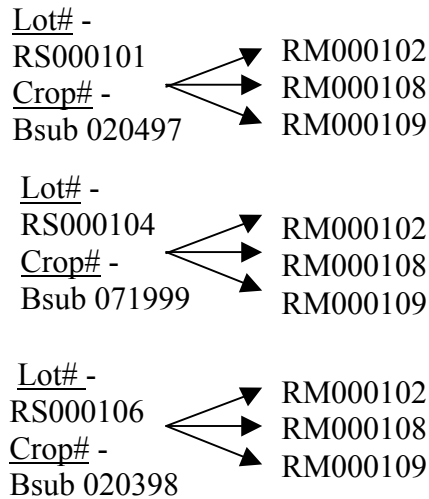 Lot# -
RS000101
Crop# -
Bsub 020497
RM000102
RM000108
RM000109
Lot# -
RS000104
Crop# -
Bsub 071999
RM000102
RM000108
RM000109
Lot# -
RS000106
Crop# -
Bsub 020398
RM000102
RM000108
RM000109